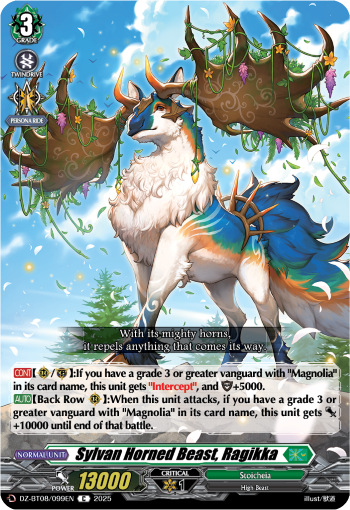 3
GRADE
TWINDRIVE
PERSONA RIDE
With its mighty horns,
it repels anything that comes its way.
CONT【 / 】:If you have a grade 3 or greater vanguard with "Magnolia"
in its card name, this unit gets "Intercept", and +5000.
AUTO【Back Row 】:When this unit attacks, if you have a grade 3 or
greater vanguard with "Magnolia" in its card name, this unit gets
+10000 until end of that battle.
NORMAL UNIT
Sylvan Horned Beast, Ragikka
POWER
13000
CRITICAL
1
Stoicheia
High Beast
DZ-BT08/099EN C 2025
illust/獣道